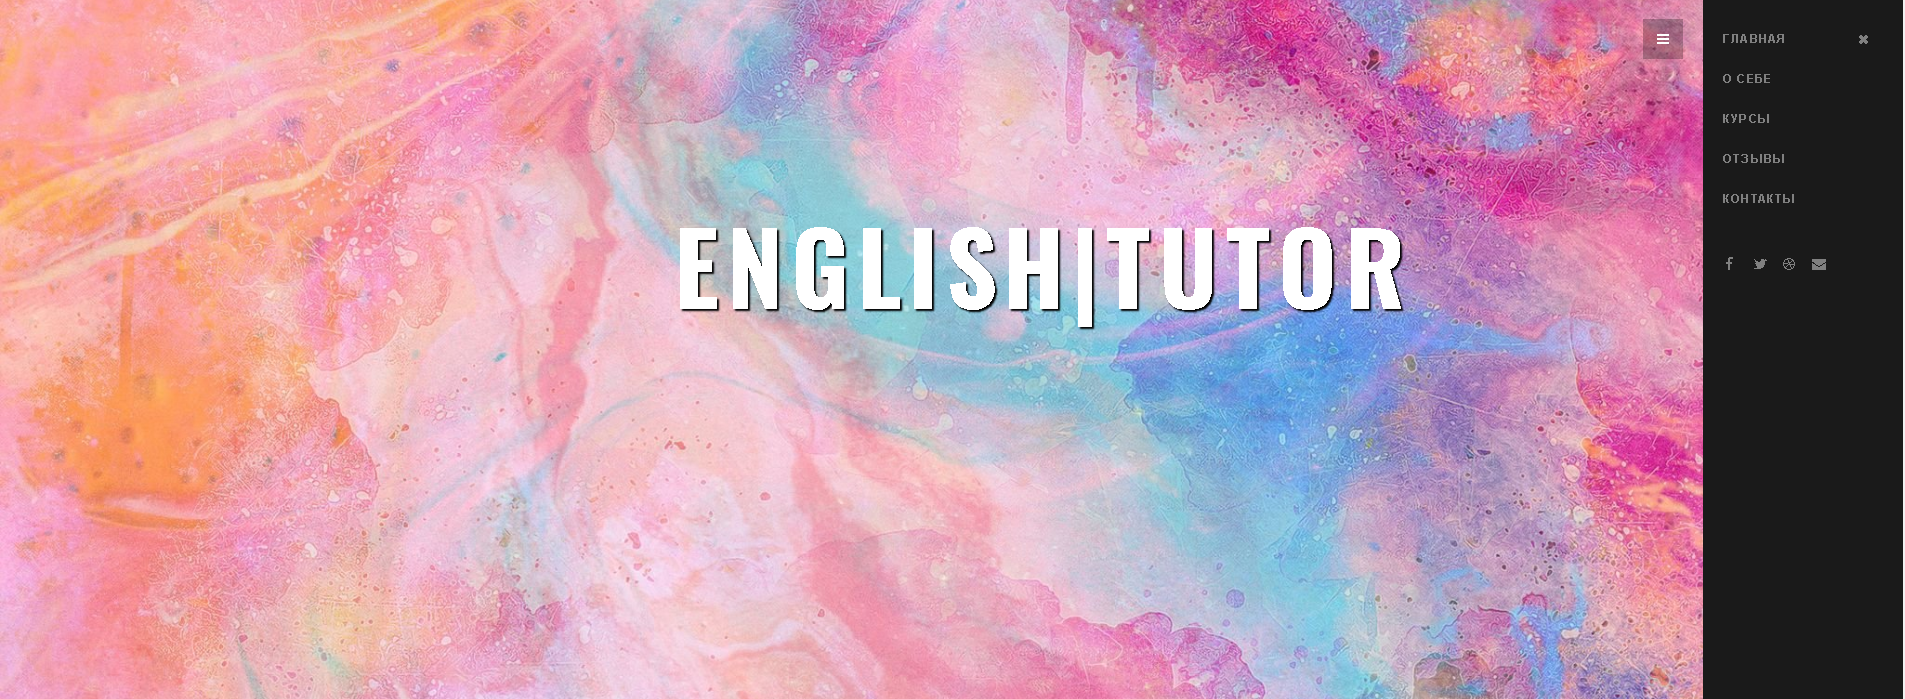 ENGLISH|TUTOR
ГЛАВНАЯ
О СЕБЕ
КУРСЫ
ОТЗЫВЫ
КОНТАКТЫ